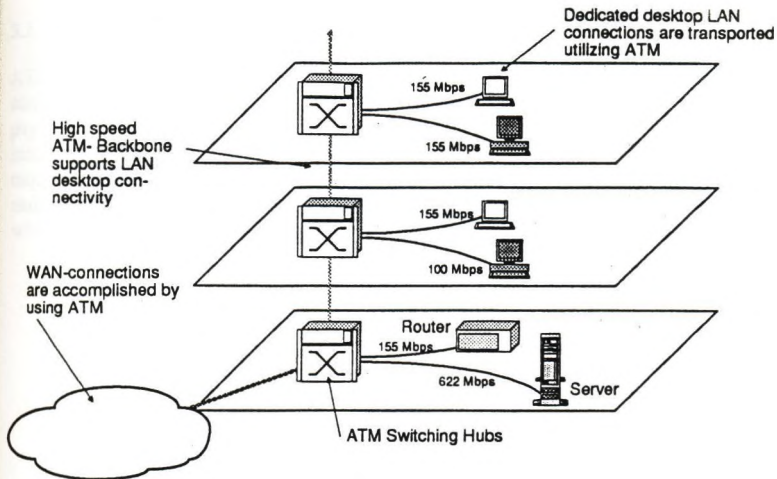 Dedicated desktop LAN
connections are transported
utilizing ATM
155 Mbps
155 Mbps
High speed
ATM- Backbone
supports LAN
desktop con-
nectivity
155 Mbps
100 Mbps
WAN-connections
are accomplished by
using ATM
Router
155 Mbps
622 Mbps
Server
ATM Switching Hubs